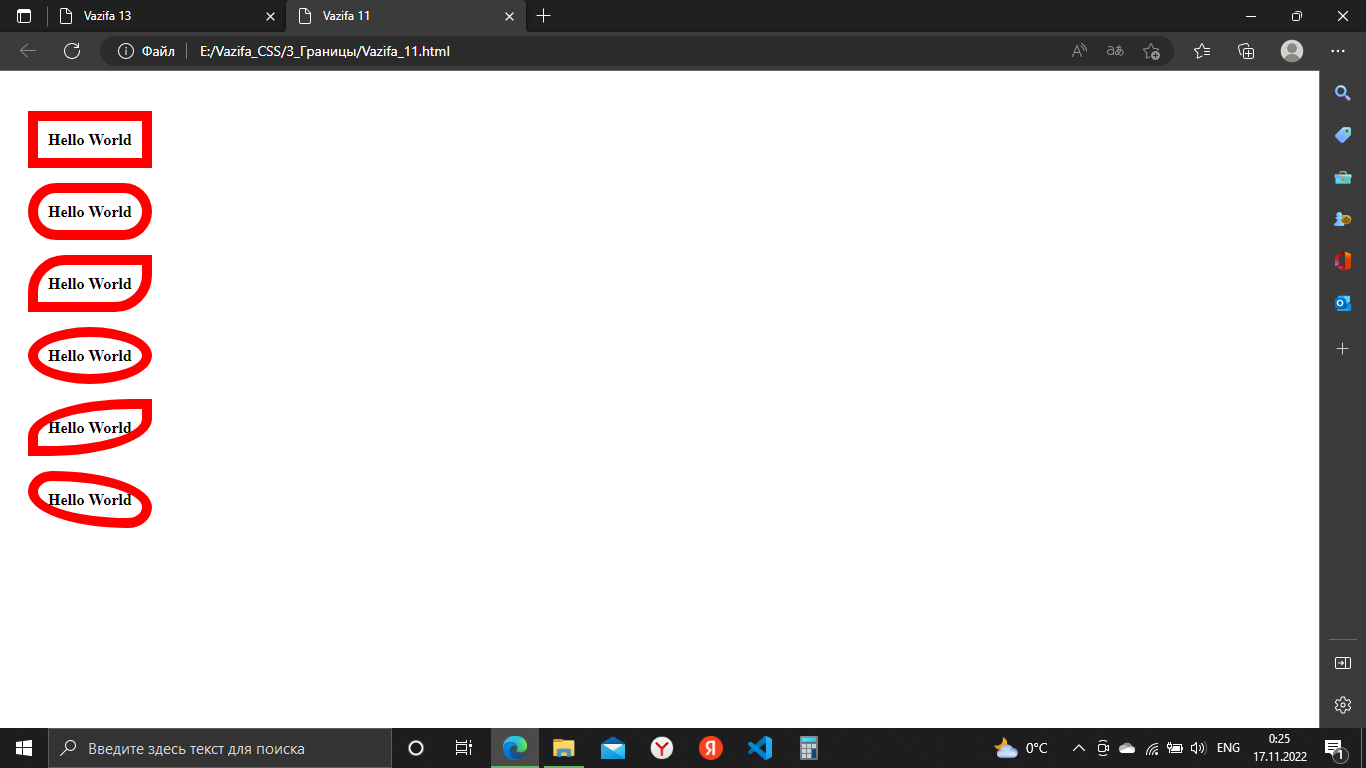 Vazifa 13
Vazifa 11
Файл
E:/Vazifa_CSS/3_Границы/Vazifa_11.html
Hello World
Hello World
Hello World
Hello World
Hello World
Hello World
Введите здесь текст для поиска
0°C
ENG
0:25
17.11.2022
1